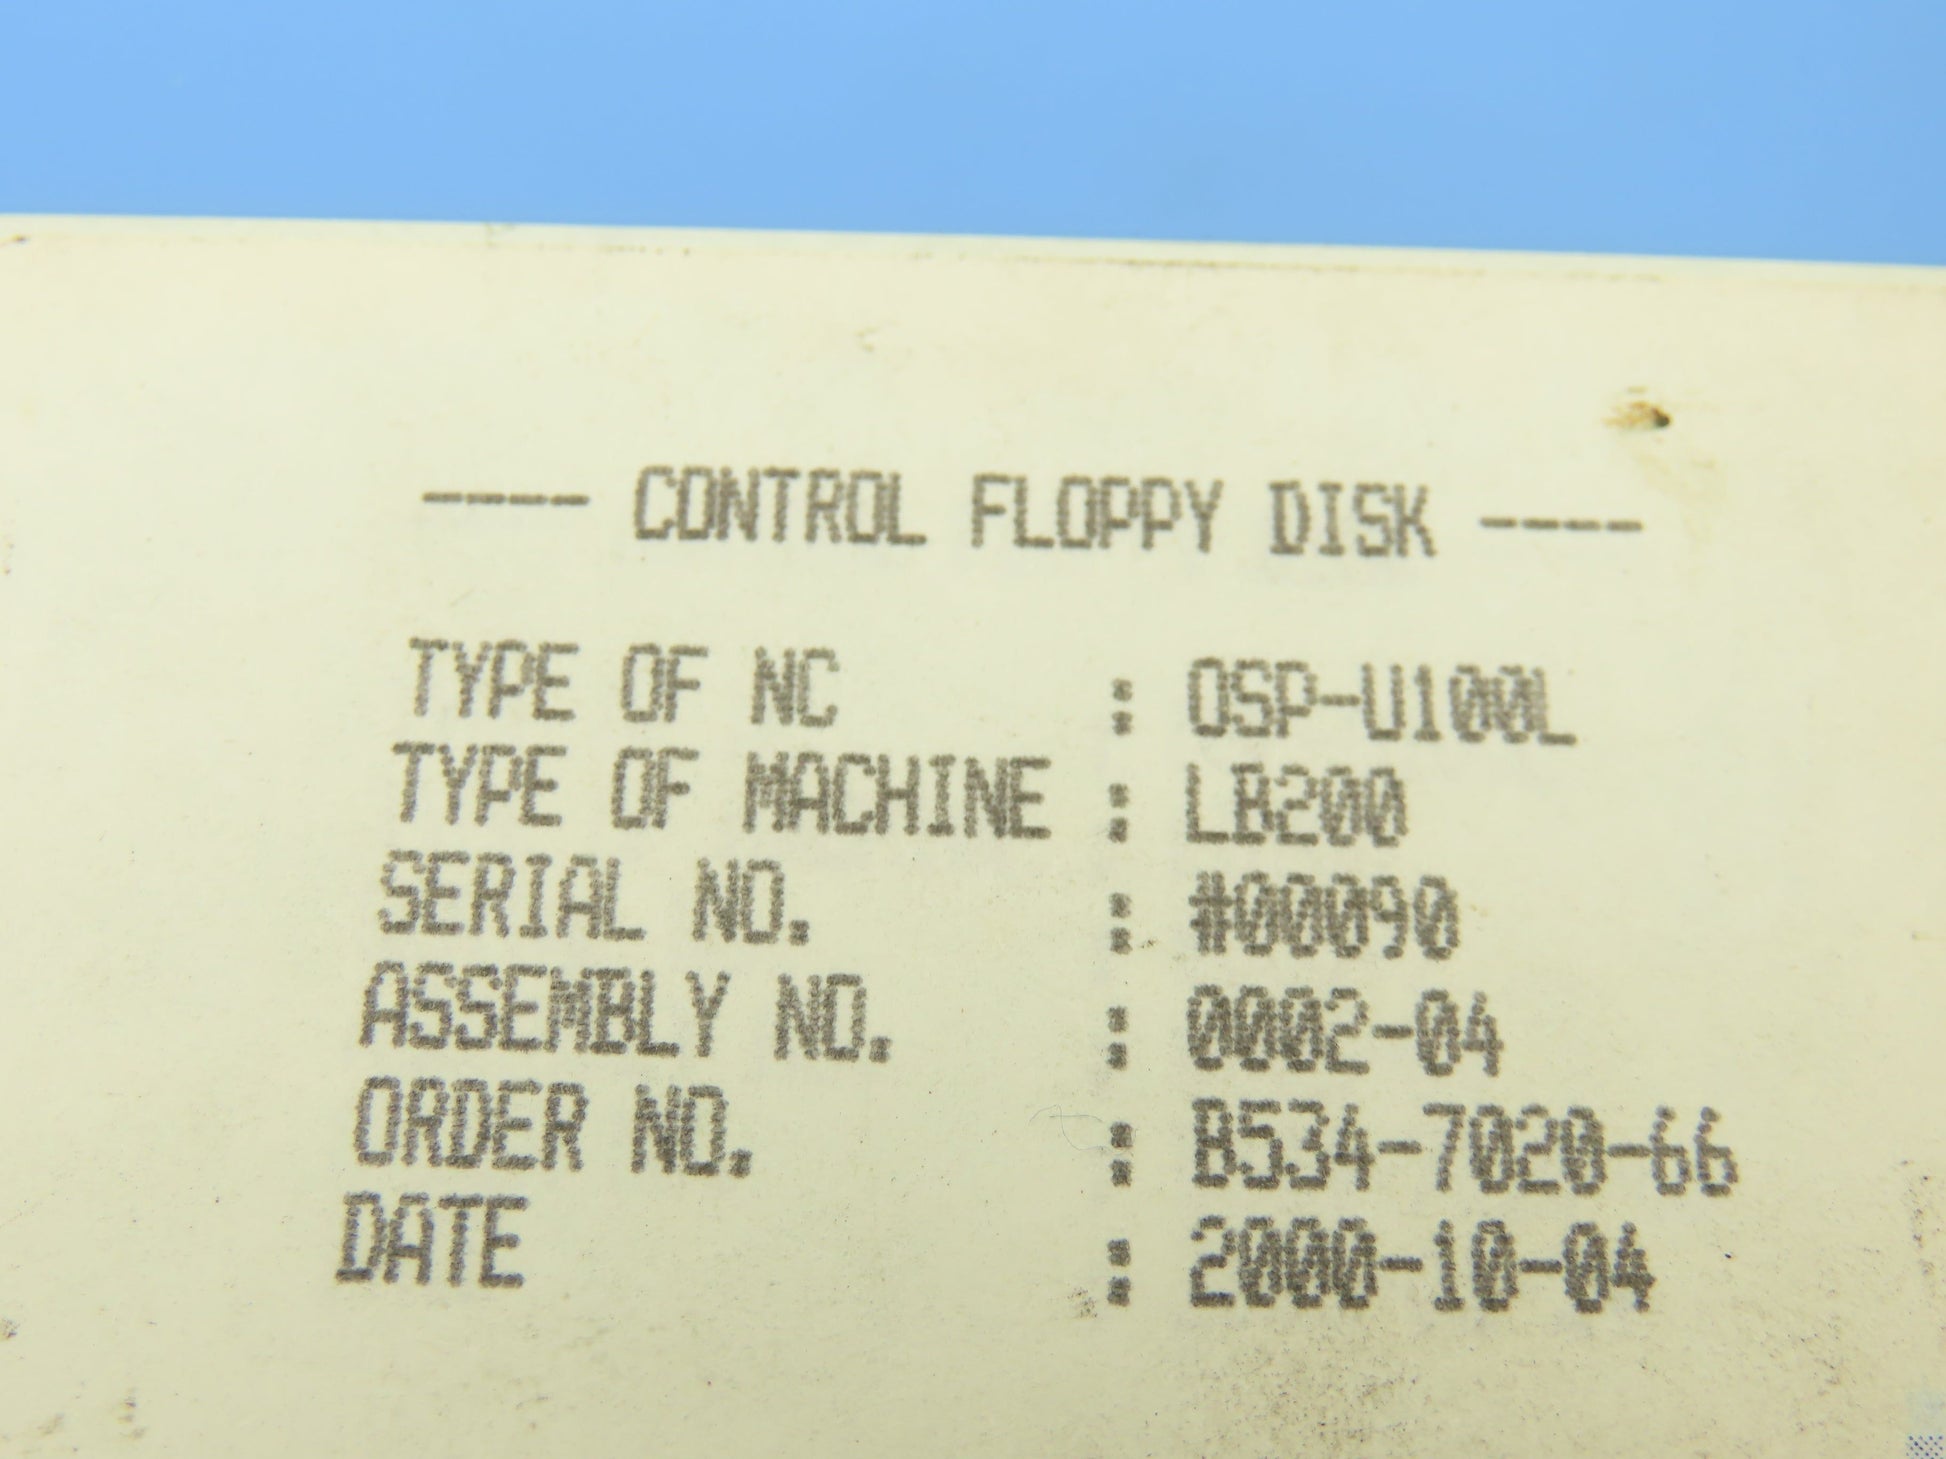 ---- CONTROL FLOPPY DISK ----
TYPE OF NC : OSP-U100L
TYPE OF MACHINE : LB200
SERIAL NO. : #00090
ASSEMBLY NO. : 0002-04
ORDER NO. : B534-7020-66
DATE : 2000-10-04